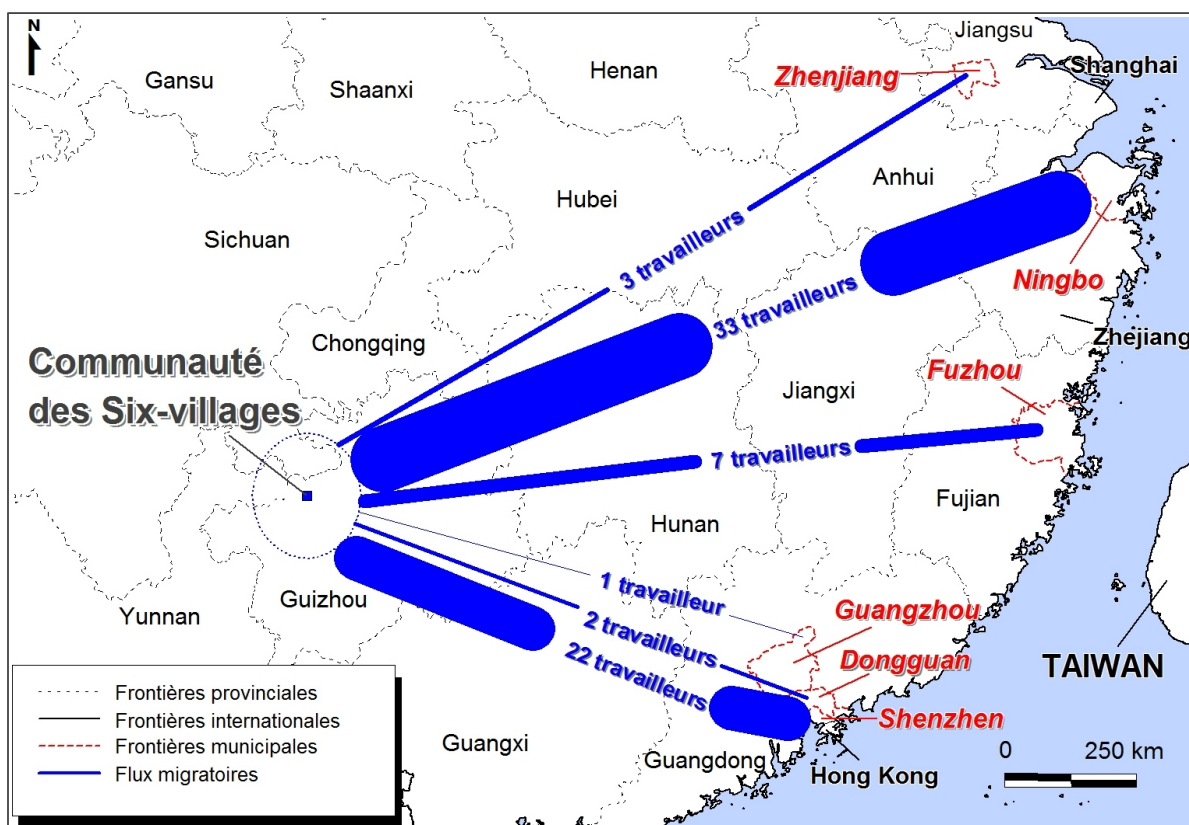 N
Jiangsu
Gansu
Shaanxi
Henan
Zhenjiang
Shanghai
Hubei
Anhui
3 travailleurs
Sichuan
Ningbo
33 travailleurs
Chongqing
Zhejiang
Communauté
des Six-villages
Jiangxi
Fuzhou
7 travailleurs
Fujian
Hunan
1 travailleur
Guizhou
Yunnan
2 travailleurs
Guangzhou
Dongguan
22 travailleurs
TAIWAN
Shenzhen
Guangxi
Guangdong
Hong Kong
0 250 km
Frontières provinciales
Frontières internationales
Frontières municipales
Flux migratoires